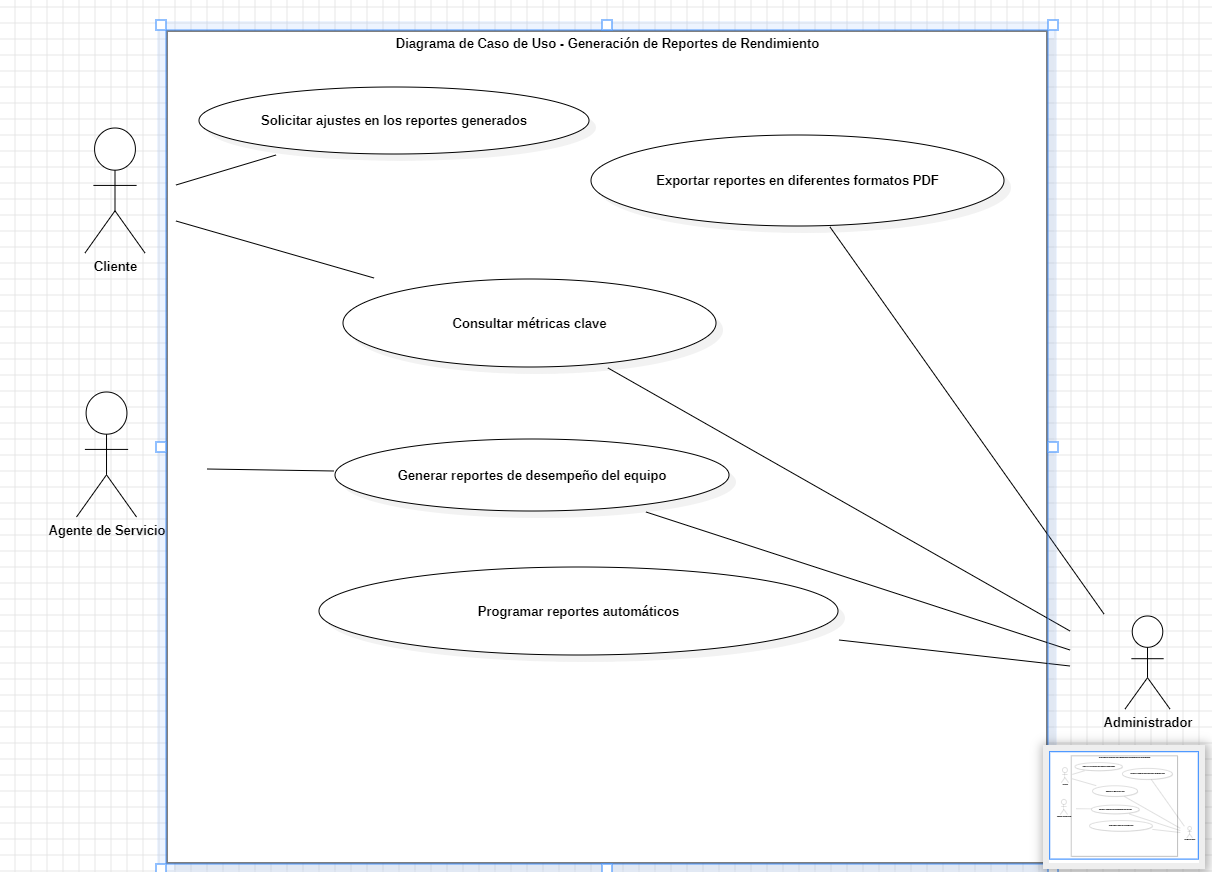 Diagrama de Caso de Uso - Generación de Reportes de Rendimiento
Solicitar ajustes en los reportes generados
Exportar reportes en diferentes formatos PDF
Cliente
Consultar métricas clave
Generar reportes de desempeño del equipo
Agente de Servicio
Programar reportes automáticos
Administrador